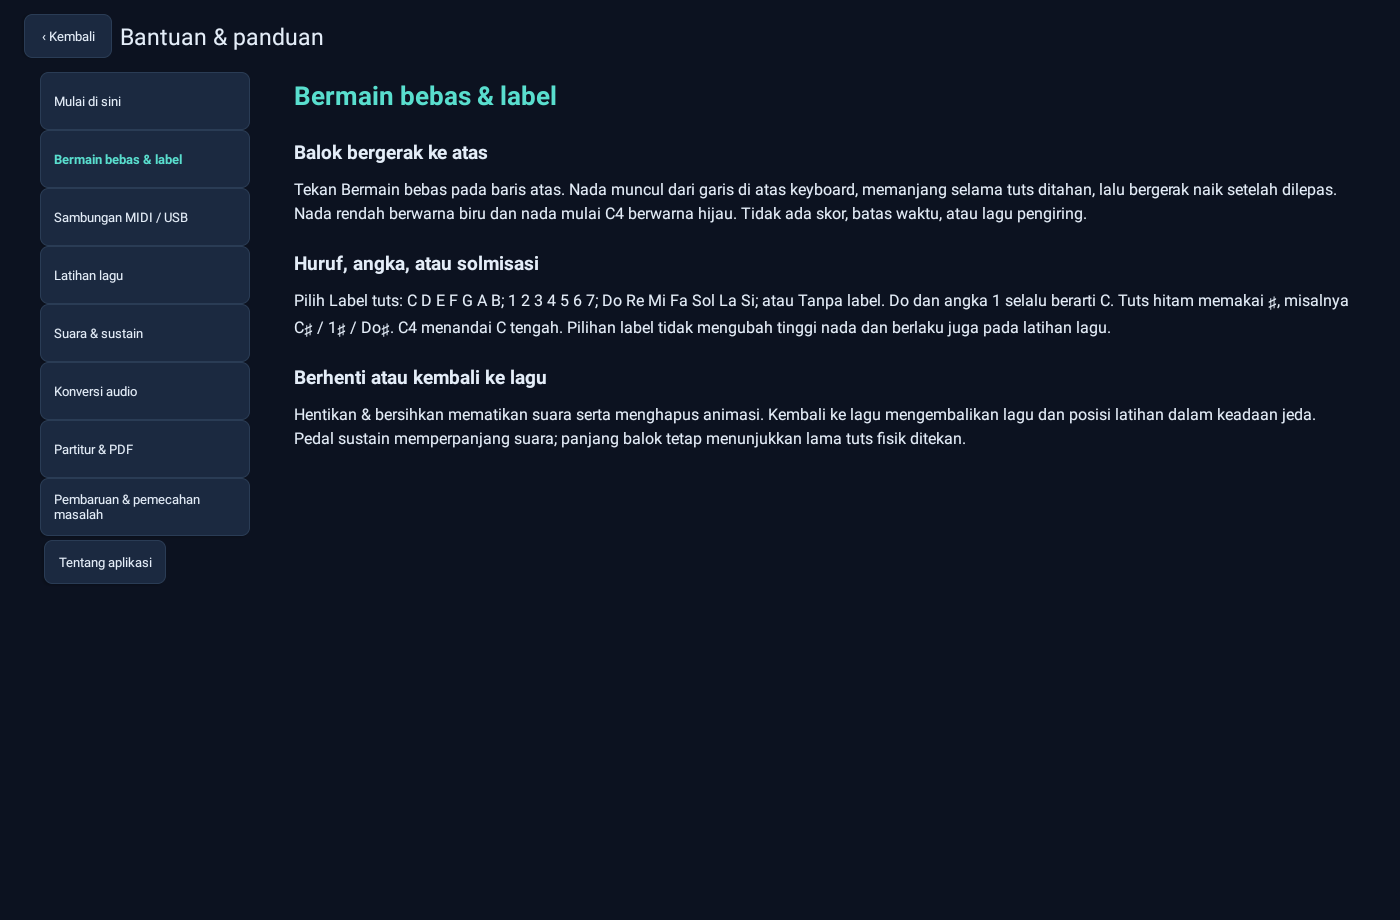 ‹ Kembali
Bantuan & panduan
Mulai di sini
Bermain bebas & label
Sambungan MIDI / USB
Latihan lagu
Suara & sustain
Konversi audio
Partitur & PDF
Pembaruan & pemecahan
masalah
Tentang aplikasi
Bermain bebas & label
Balok bergerak ke atas
Tekan Bermain bebas pada baris atas. Nada muncul dari garis di atas keyboard, memanjang selama tuts ditahan, lalu bergerak naik setelah dilepas.
Nada rendah berwarna biru dan nada mulai C4 berwarna hijau. Tidak ada skor, batas waktu, atau lagu pengiring.
Huruf, angka, atau solmisasi
Pilih Label tuts: C D E F G A B; 1 2 3 4 5 6 7; Do Re Mi Fa Sol La Si; atau Tanpa label. Do dan angka 1 selalu berarti C. Tuts hitam memakai ♯, misalnya
C♯ / 1♯ / Do♯. C4 menandai C tengah. Pilihan label tidak mengubah tinggi nada dan berlaku juga pada latihan lagu.
Berhenti atau kembali ke lagu
Hentikan & bersihkan mematikan suara serta menghapus animasi. Kembali ke lagu mengembalikan lagu dan posisi latihan dalam keadaan jeda.
Pedal sustain memperpanjang suara; panjang balok tetap menunjukkan lama tuts fisik ditekan.